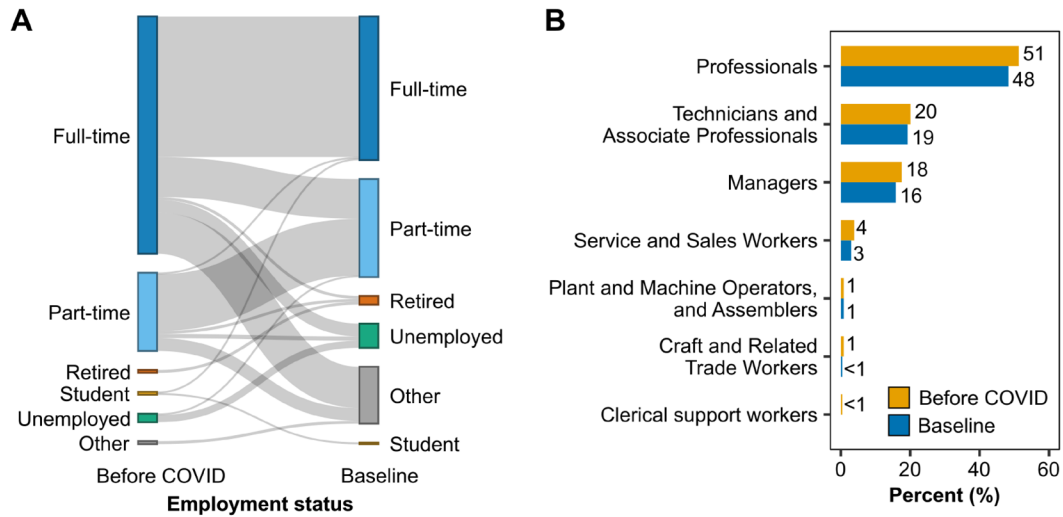 A
Full-time
Part-time
Retired
Student
Unemployed
Other
Full-time
Part-time
Retired
Unemployed
Other
Student
Before COVID
Baseline
Employment status
B
Professionals
51
48
Technicians and
Associate Professionals
20
19
Managers
18
16
Service and Sales Workers
4
3
Plant and Machine Operators,
and Assemblers
1
1
Craft and Related
Trade Workers
1
<1
Clerical support workers
<1
Before COVID
Baseline
0
20
40
60
Percent (%)